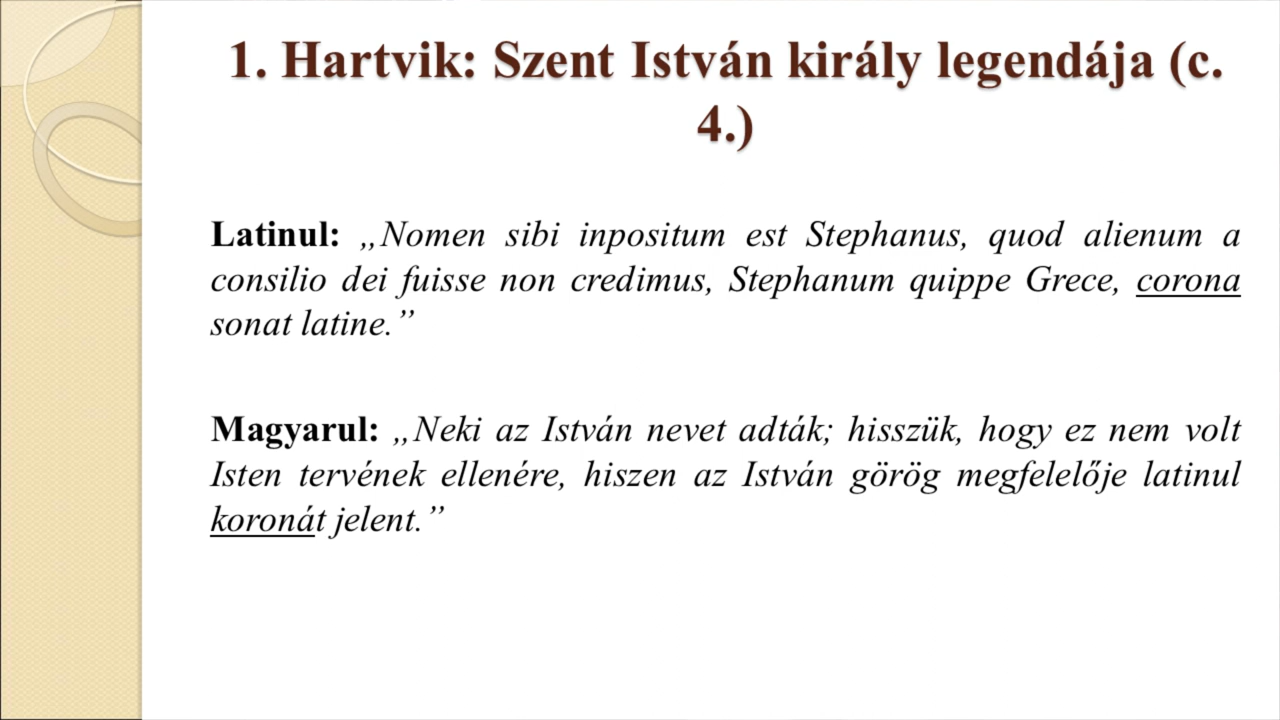 1. Hartvik: Szent István király legendája (c.
4.)
Latinul: „Nomen sibi inpositum est Stephanus, quod alienum a
consilio dei fuisse non credimus, Stephanum quippe Grece, corona
sonat latine.”
Magyarul: „Neki az István nevet adták; hisszük, hogy ez nem volt
Isten tervének ellenére, hiszen az István görög megfelelője latinul
koronát jelent.”